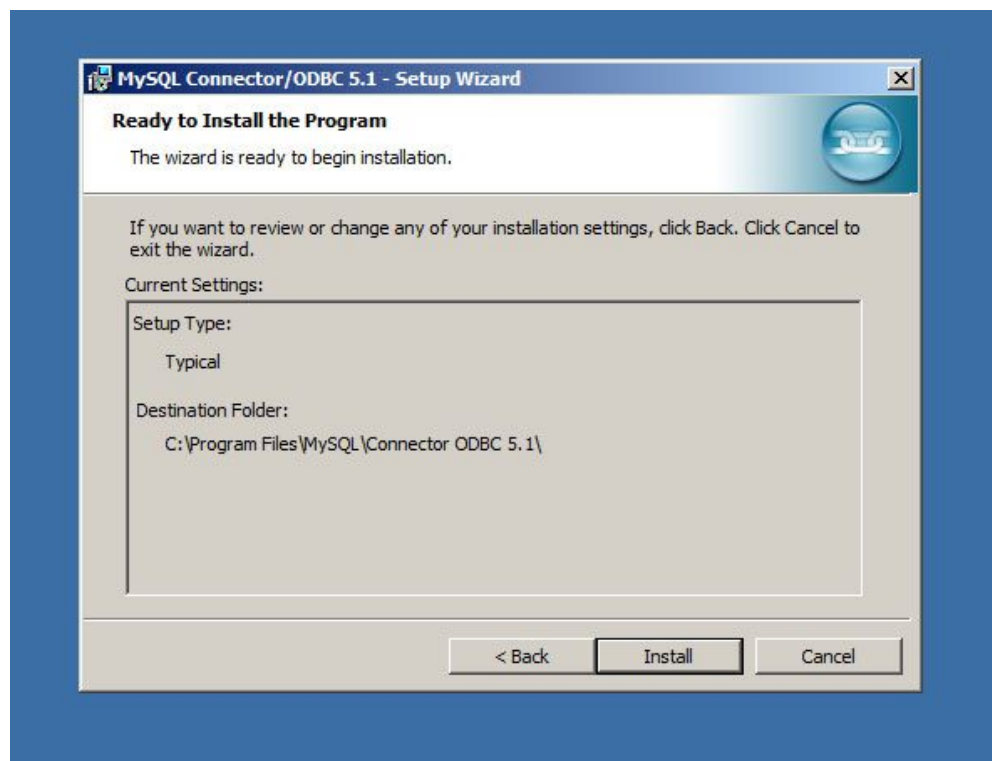 MySQL Connector/ODBC 5.1 - Setup Wizard
Ready to Install the Program
The wizard is ready to begin installation.
If you want to review or change any of your installation settings, click Back. Click Cancel to
exit the wizard.
Current Settings:
Setup Type:
Typical
Destination Folder:
C:\Program Files\MySQL\Connector ODBC 5.1\
< Back Install Cancel